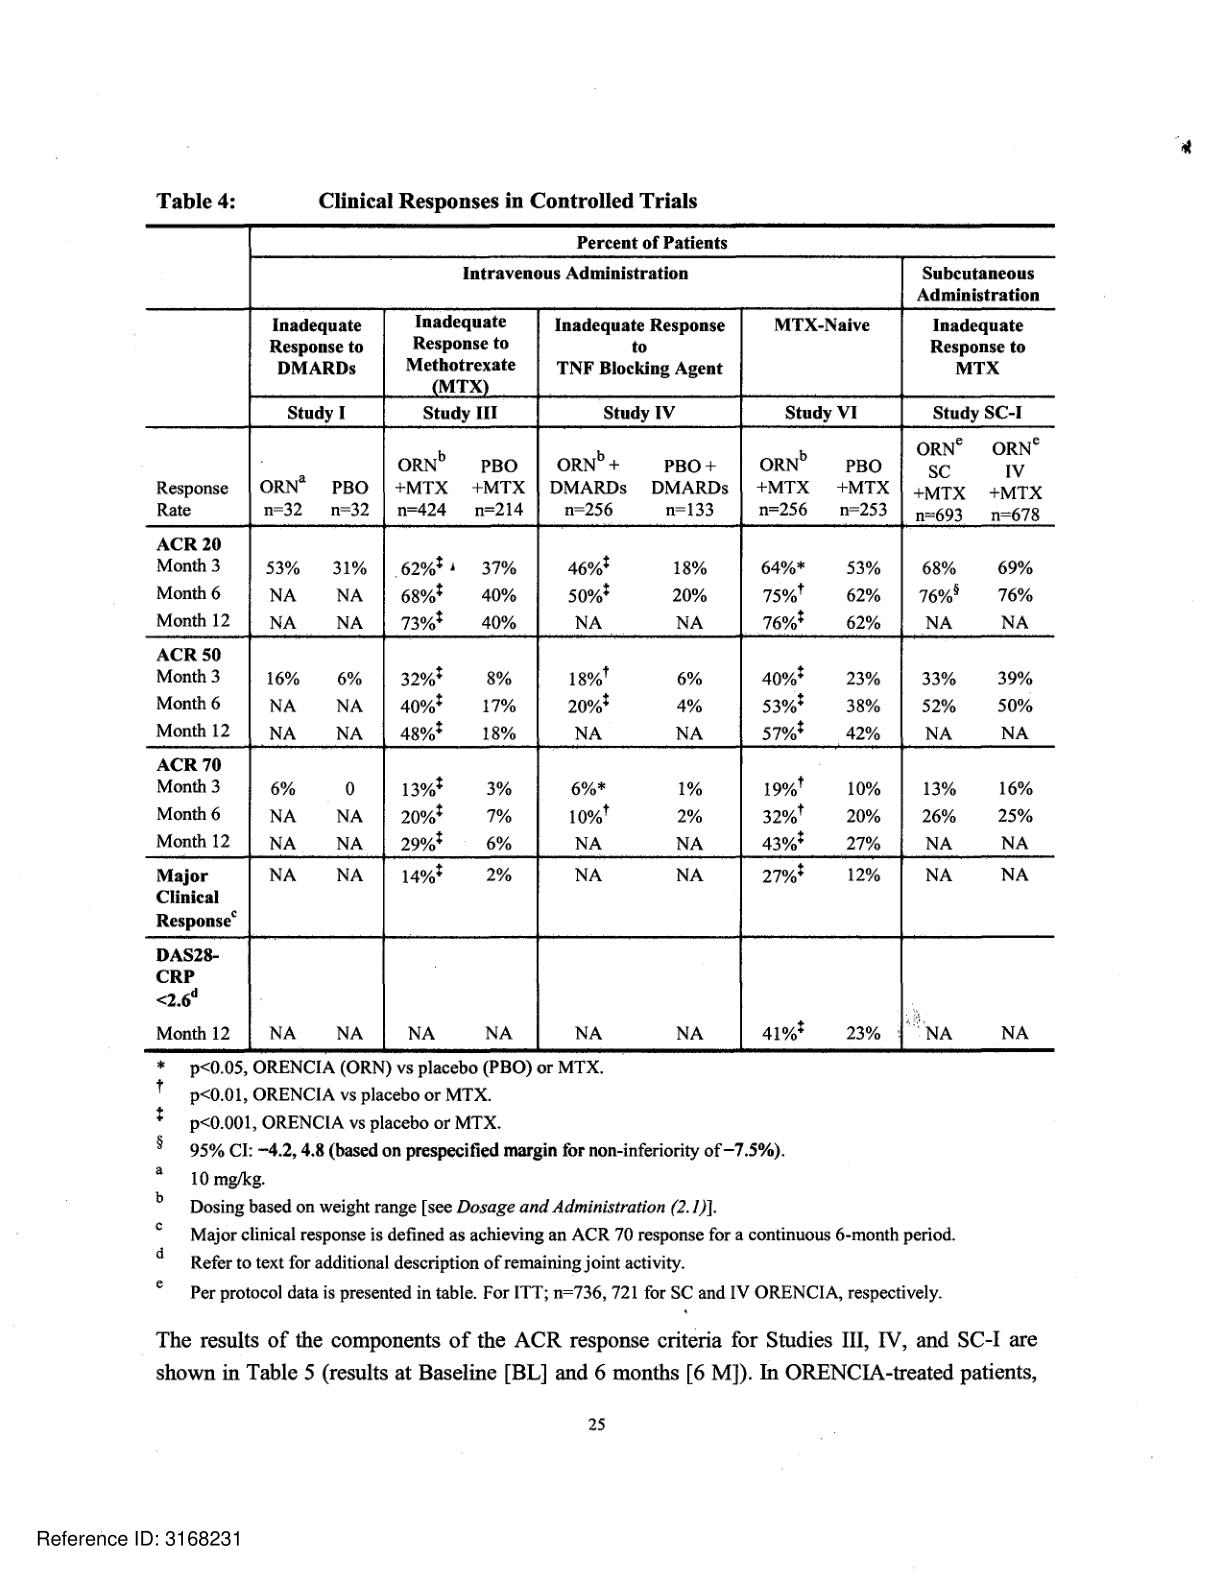 Table 4: Clinical Responses in Controlled Trials
Percent of Patients
Intravenous Administration Subcutaneous Administration
Inadequate Response to DMARDs Inadequate Response to Methotrexate (MTX) Inadequate Response to TNF Blocking Agent MTX-Naive Inadequate Response to MTX
Study I Study III Study IV Study VI Study SC-I
Response Rate ORNᵃ n=32 PBO n=32 ORNᵇ +MTX n=424 PBO +MTX n=214 ORNᵇ + DMARDs n=256 PBO + DMARDs n=133 ORNᵇ +MTX n=256 PBO +MTX n=253 ORNᵉ SC +MTX n=693 ORNᵉ IV +MTX n=678
ACR 20
Month 3 53% 31% 62%‡ 37% 46%‡ 18% 64%* 53% 68% 69%
Month 6 NA NA 68%‡ 40% 50%‡ 20% 75%† 62% 76%§ 76%
Month 12 NA NA 73%‡ 40% NA NA 76%‡ 62% NA NA
ACR 50
Month 3 16% 6% 32%‡ 8% 18%† 6% 40%‡ 23% 33% 39%
Month 6 NA NA 40%‡ 17% 20%‡ 4% 53%‡ 38% 52% 50%
Month 12 NA NA 48%‡ 18% NA NA 57%‡ 42% NA NA
ACR 70
Month 3 6% 0 13%‡ 3% 6%* 1% 19%† 10% 13% 16%
Month 6 NA NA 20%‡ 7% 10%† 2% 32%† 20% 26% 25%
Month 12 NA NA 29%‡ 6% NA NA 43%‡ 27% NA NA
Major Clinical Responseᶜ NA NA 14%‡ 2% NA NA 27%‡ 12% NA NA
DAS28-
CRP
<2.6ᵈ
Month 12 NA NA NA NA NA NA 41%‡ 23% NA NA
* p<0.05, ORENCIA (ORN) vs placebo (PBO) or MTX.
† p<0.01, ORENCIA vs placebo or MTX.
‡ p<0.001, ORENCIA vs placebo or MTX.
§ 95% CI: −4.2, 4.8 (based on prespecified margin for non-inferiority of −7.5%).
a 10 mg/kg.
b Dosing based on weight range [see Dosage and Administration (2.1)].
c Major clinical response is defined as achieving an ACR 70 response for a continuous 6-month period.
d Refer to text for additional description of remaining joint activity.
e Per protocol data is presented in table. For ITT; n=736, 721 for SC and IV ORENCIA, respectively.
The results of the components of the ACR response criteria for Studies III, IV, and SC-I are
shown in Table 5 (results at Baseline [BL] and 6 months [6 M]). In ORENCIA-treated patients,
25
Reference ID: 3168231